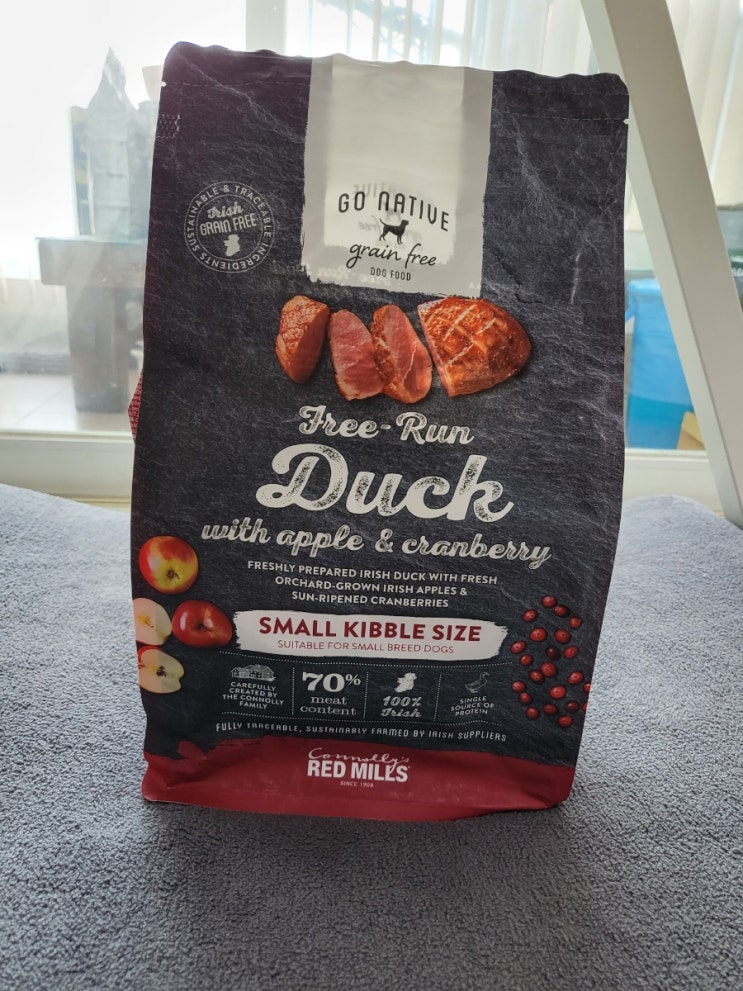 SUSTAINABLE & TRACEABLE INGREDIENTS
Irish
GRAIN FREE
GO NATIVE
grain free
DOG FOOD
Free-Run
Duck
with apple & cranberry
FRESHLY PREPARED IRISH DUCK WITH FRESH
ORCHARD-GROWN IRISH APPLES &
SUN-RIPENED CRANBERRIES
SMALL KIBBLE SIZE
SUITABLE FOR SMALL BREED DOGS
CAREFULLY
CREATED BY
THE CONNOLLY
FAMILY
70%
meat
content
100%
Irish
SINGLE
SOURCE OF
PROTEIN
FULLY TRACEABLE, SUSTAINABLY FARMED BY IRISH SUPPLIERS
Connolly's
RED MILLS
SINCE 1908